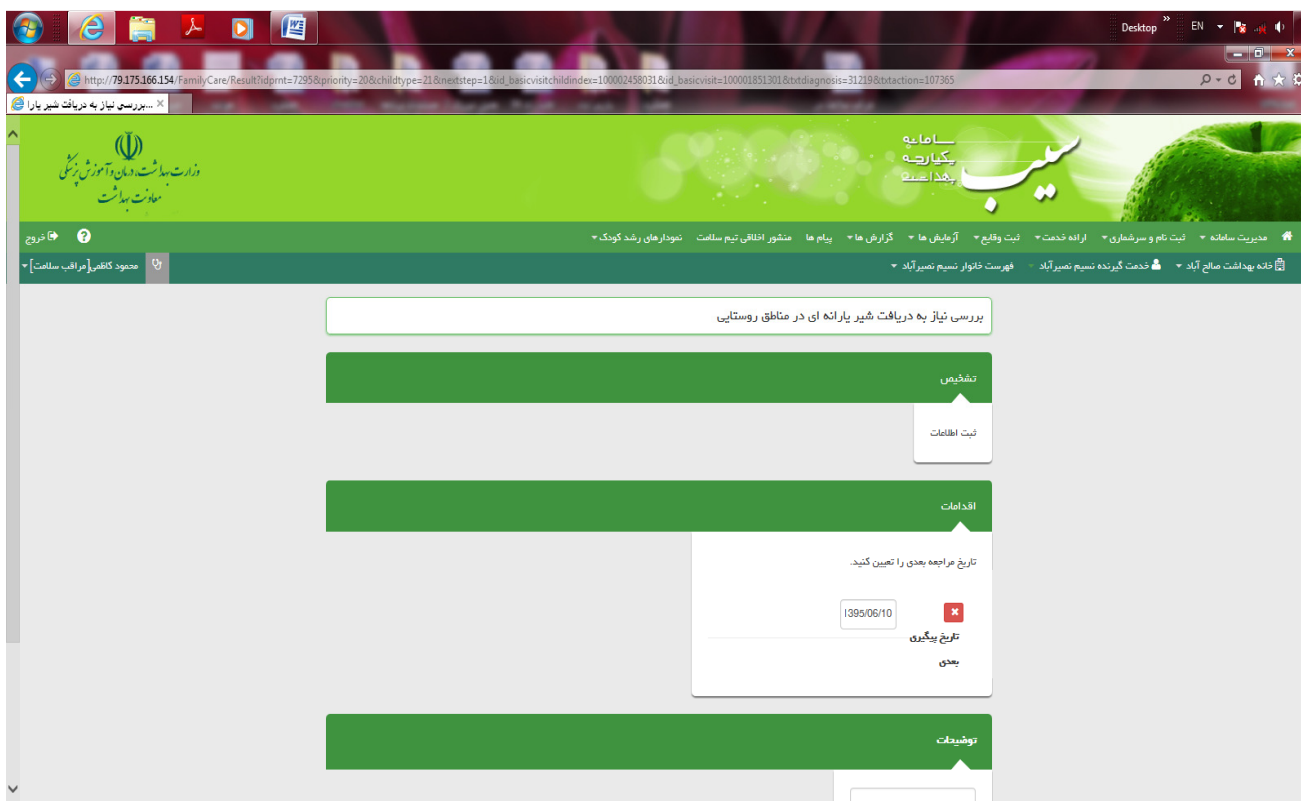 Desktop
EN
http://79.175.166.154/FamilyCare/Result?idprnt=7295&priority=20&childtype=21&nextstep=1&id_basicvisitchildindex=100002458031&id_basicvisit=100001851301&txtdiagnosis=31219&txtaction=107365
بررسی نیاز به دریافت شیر یارا...
وزارت بهداشت، درمان و آموزش پزشکی
معاونت بهداشت
سامانه
یکپارچه
بهداشت
سیب
مدیریت سامانه
ثبت نام و سرشماری
ارائه خدمت
ثبت وقایع
آزمایش ها
گزارش ها
پیام ها
منشور اخلاقی تیم سلامت
نمودارهای رشد کودک
خروج
خانه بهداشت صالح آباد
خدمت گیرنده نسیم نصیرآباد
فهرست خانوار نسیم نصیرآباد
محمود کاظمی[مراقب سلامت]
بررسی نیاز به دریافت شیر یارانه ای در مناطق روستایی
تشخیص
ثبت اطلاعات
اقدامات
تاریخ مراجعه بعدی را تعیین کنید.
1395/06/10
تاریخ پیگیری
بعدی
توضیحات